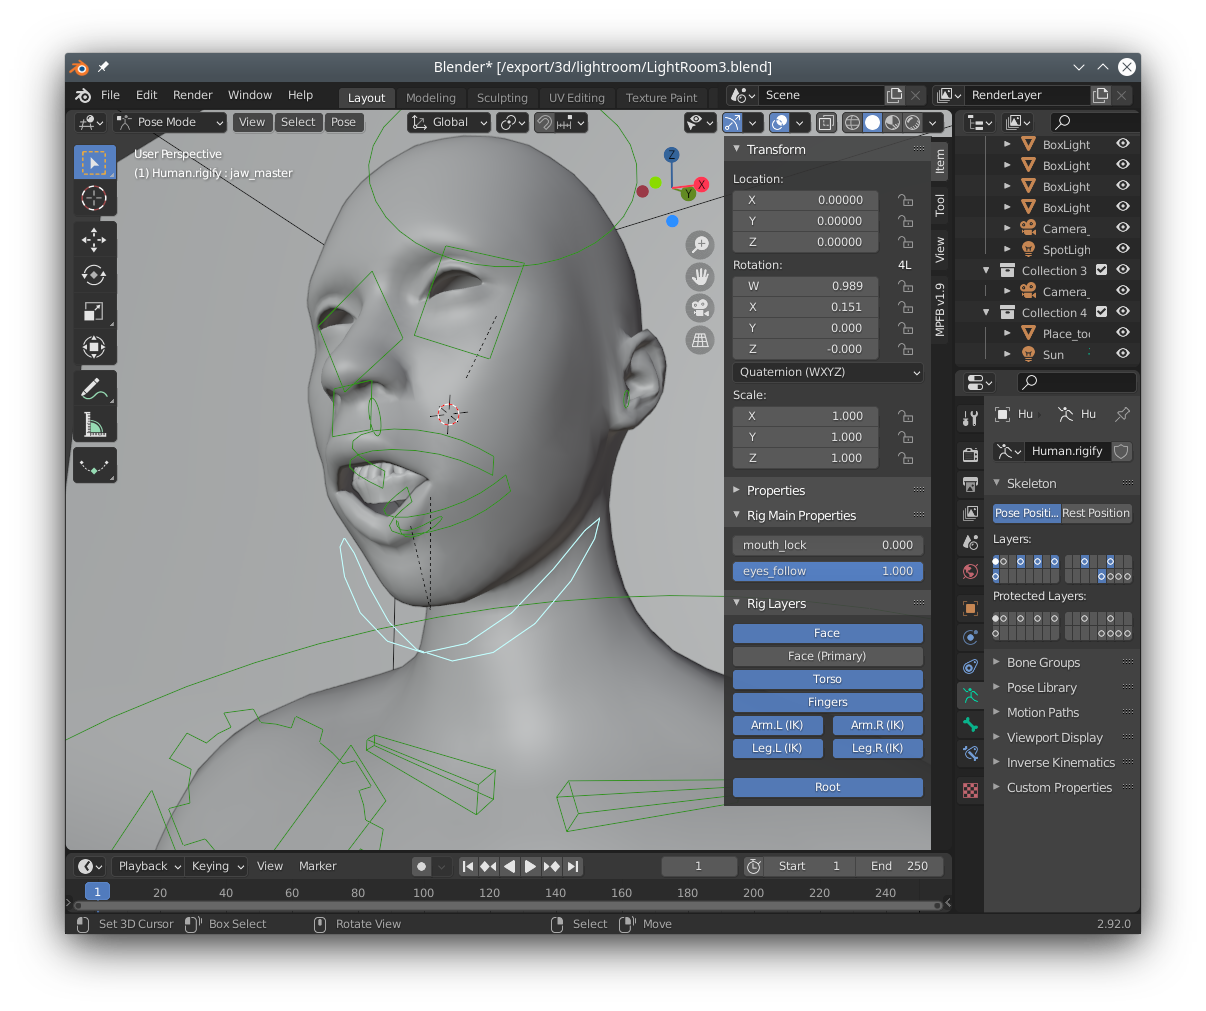 Blender* [/export/3d/lightroom/LightRoom3.blend]
File Edit Render Window Help Layout Modeling Sculpting UV Editing Texture Paint Scene RenderLayer
Pose Mode View Select Pose Global
User Perspective
(1) Human.rigify : jaw_master
Z
X
Y
Transform
Location:
X 0.00000
Y 0.00000
Z 0.00000
Rotation: 4L
W 0.989
X 0.151
Y 0.000
Z -0.000
Quaternion (WXYZ)
Scale:
X 1.000
Y 1.000
Z 1.000
Properties
Rig Main Properties
mouth_lock 0.000
eyes_follow 1.000
Rig Layers
Face
Face (Primary)
Torso
Fingers
Arm.L (IK) Arm.R (IK)
Leg.L (IK) Leg.R (IK)
Root
Item
Tool
View
MPFB v1.9
BoxLight
BoxLight
BoxLight
BoxLight
Camera_
SpotLigh
Collection 3
Camera_
Collection 4
Place_to
Sun
Hu Hu
Human.rigify
Skeleton
Pose Positi... Rest Position
Layers:
Protected Layers:
Bone Groups
Pose Library
Motion Paths
Viewport Display
Inverse Kinematics
Custom Properties
Playback Keying View Marker 1 Start 1 End 250
1 20 40 60 80 100 120 140 160 180 200 220 240
Set 3D Cursor Box Select Rotate View Select Move 2.92.0